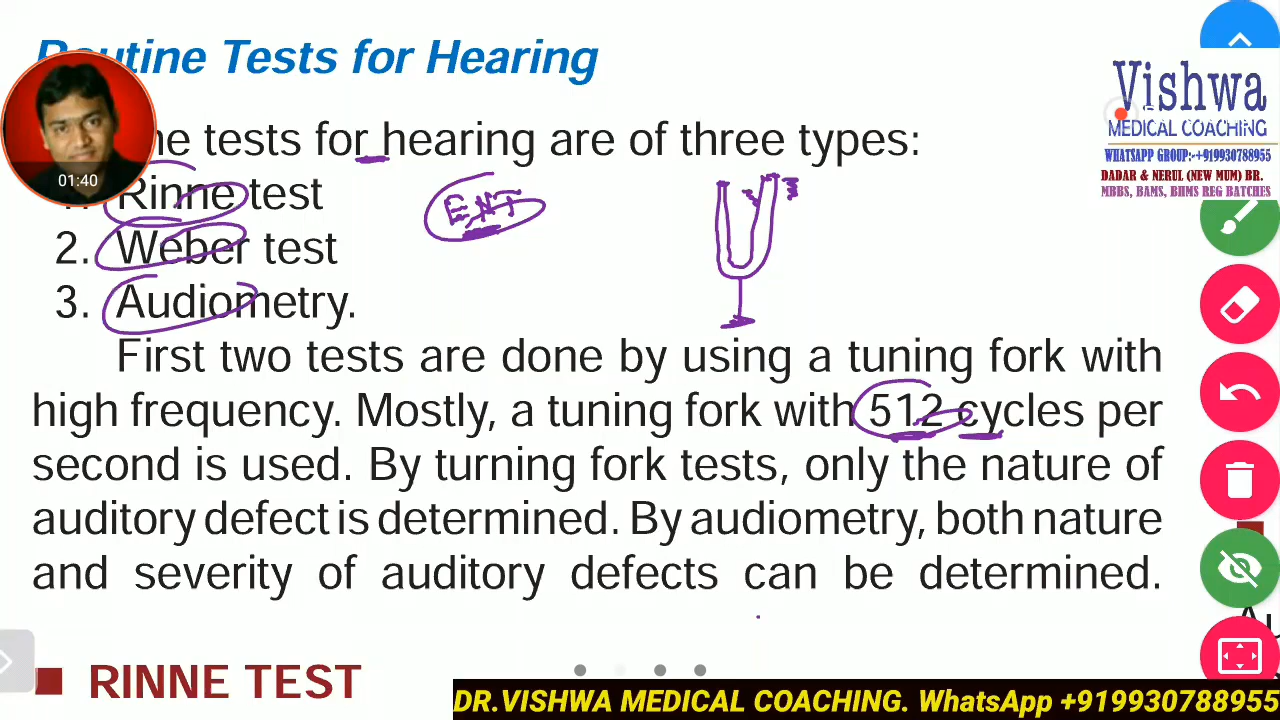 Routine Tests for Hearing
tests for hearing are of three types:
Rinne test
2. Weber test
3. Audiometry.
ENT
First two tests are done by using a tuning fork with
high frequency. Mostly, a tuning fork with 512 cycles per
second is used. By turning fork tests, only the nature of
auditory defect is determined. By audiometry, both nature
and severity of auditory defects can be determined.
RINNE TEST
01:40
Vishwa
MEDICAL COACHING
WHATSAPP GROUP:-+919930788955
DADAR & NERUL (NEW MUM) BR.
MBBS, BAMS, BHMS REG BATCHES
DR.VISHWA MEDICAL COACHING. WhatsApp +919930788955